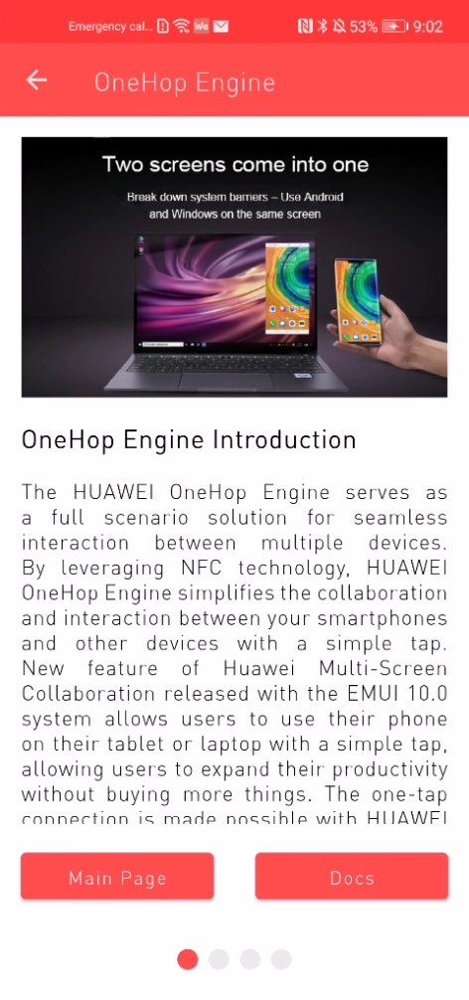 Emergency cal... We 53% 9:02
OneHop Engine
Two screens come into one
Break down system barriers – Use Android
and Windows on the same screen
OneHop Engine Introduction
The HUAWEI OneHop Engine serves as
a full scenario solution for seamless
interaction between multiple devices.
By leveraging NFC technology, HUAWEI
OneHop Engine simplifies the collaboration
and interaction between your smartphones
and other devices with a simple tap.
New feature of Huawei Multi-Screen
Collaboration released with the EMUI 10.0
system allows users to use their phone
on their tablet or laptop with a simple tap,
allowing users to expand their productivity
without buying more things. The one-tap
connection is made possible with HUAWEI
Main Page
Docs